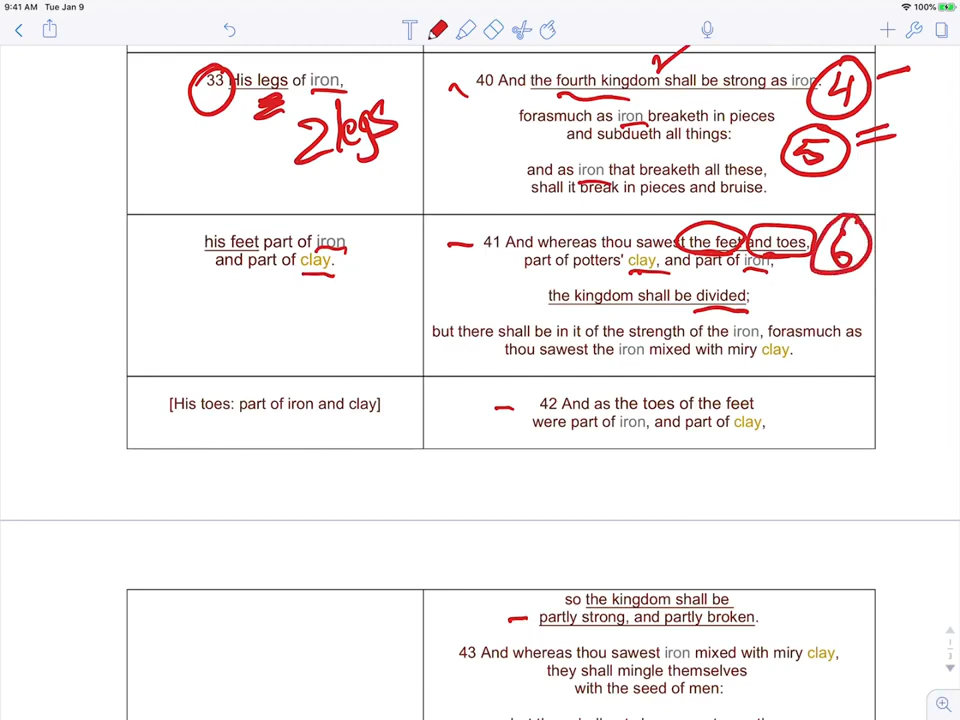 9:41 AM Tue Jan 9
100%
T
33 His legs of iron,
2 legs
40 And the fourth kingdom shall be strong as iron:
4
forasmuch as iron breaketh in pieces
and subdueth all things:
5
and as iron that breaketh all these,
shall it break in pieces and bruise.
his feet part of iron
and part of clay.
41 And whereas thou sawest the feet and toes,
6
part of potters' clay, and part of iron,
the kingdom shall be divided;
but there shall be in it of the strength of the iron, forasmuch as
thou sawest the iron mixed with miry clay.
[His toes: part of iron and clay]
42 And as the toes of the feet
were part of iron, and part of clay,
so the kingdom shall be
partly strong, and partly broken.
43 And whereas thou sawest iron mixed with miry clay,
they shall mingle themselves
with the seed of men: